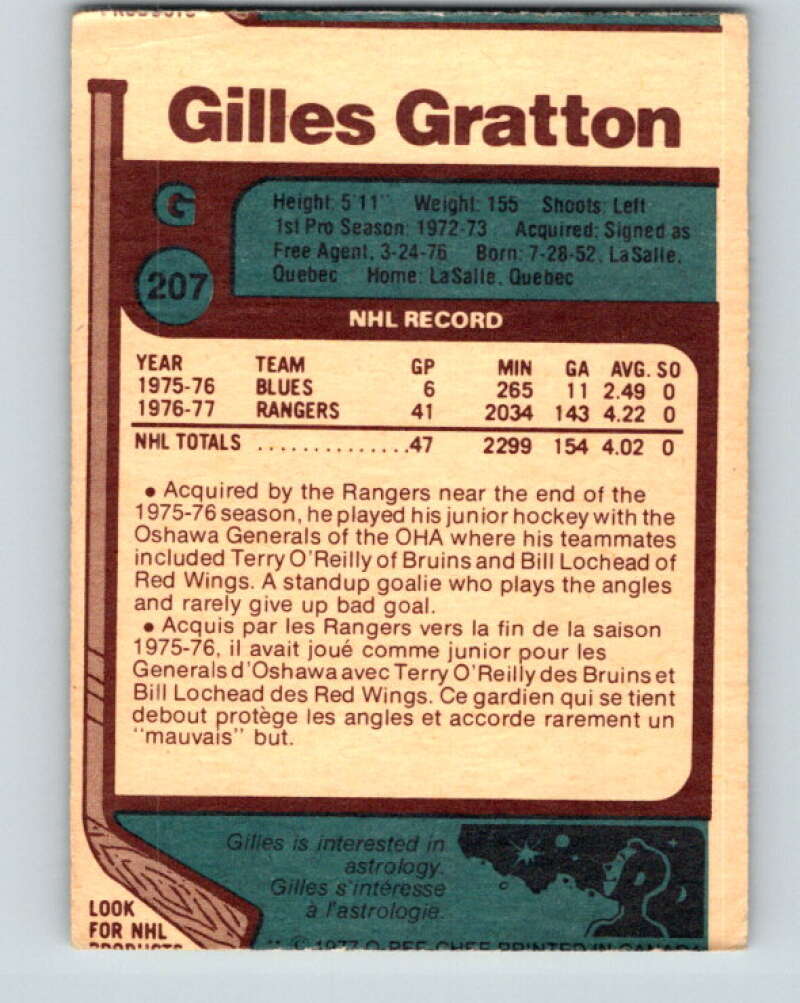 PRODUCTS
Gilles Gratton
G
207
Height: 5'11" Weight: 155 Shoots: Left
1st Pro Season: 1972-73 Acquired: Signed as
Free Agent, 3-24-76 Born: 7-28-52, LaSalle,
Quebec Home: LaSalle, Quebec
NHL RECORD
YEAR TEAM GP MIN GA AVG. SO
1975-76 BLUES 6 265 11 2.49 0
1976-77 RANGERS 41 2034 143 4.22 0
NHL TOTALS ..............47 2299 154 4.02 0
• Acquired by the Rangers near the end of the
1975-76 season, he played his junior hockey with the
Oshawa Generals of the OHA where his teammates
included Terry O'Reilly of Bruins and Bill Lochead of
Red Wings. A standup goalie who plays the angles
and rarely give up bad goal.
• Acquis par les Rangers vers la fin de la saison
1975-76, il avait joué comme junior pour les
Generals d'Oshawa avec Terry O'Reilly des Bruins et
Bill Lochead des Red Wings. Ce gardien qui se tient
debout protège les angles et accorde rarement un
"mauvais" but.
Gilles is interested in
astrology.
Gilles s'intéresse
à l'astrologie.
LOOK
FOR NHL
PRODUCTS
** © 1977 O-PEE-CHEE PRINTED IN CANADA